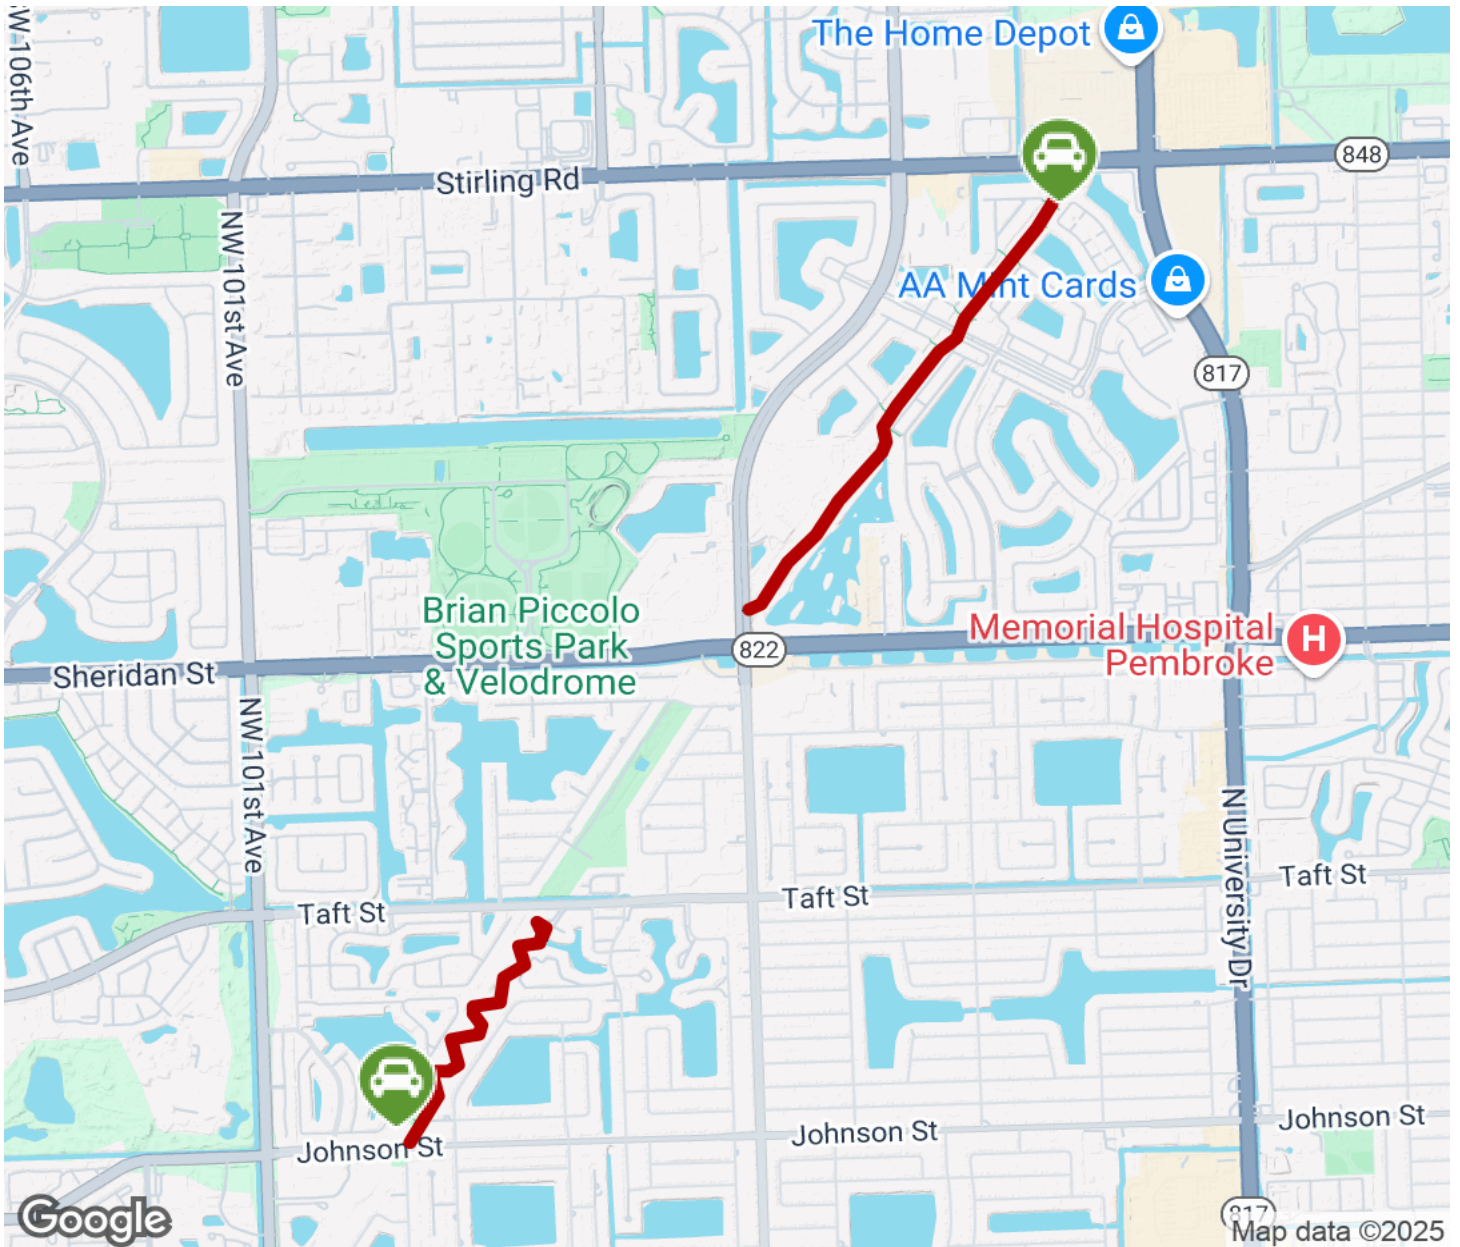 The Home Depot
SW 106th Ave
848
Stirling Rd
NW 101st Ave
AA Mint Cards
817
Brian Piccolo
Sports Park
& Velodrome
822
Memorial Hospital
Pembroke
H
Sheridan St
NW 101st Ave
N University Dr
Taft St
Taft St
Taft St
Johnson St
Johnson St
Johnson St
817
Google
Map data ©2025